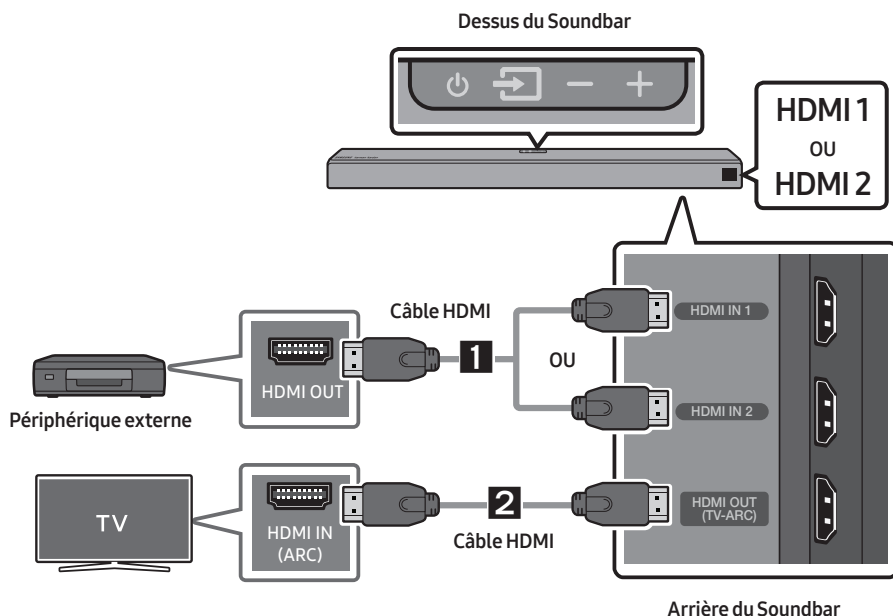 Dessus du Soundbar
HDMI 1
OU
HDMI 2
Câble HDMI
HDMI IN 1
1
OU
HDMI OUT
Périphérique externe
HDMI IN 2
TV
HDMI IN
(ARC)
2
Câble HDMI
HDMI OUT
(TV-ARC)
Arrière du Soundbar